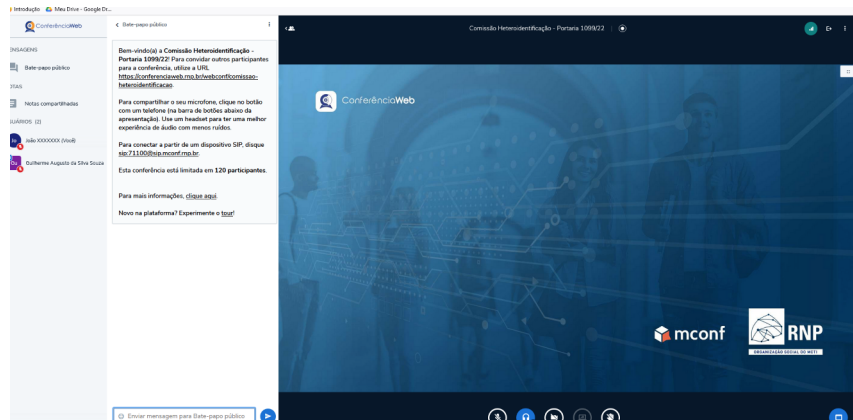 Introdução Meu Drive - Google Dr...
ConferênciaWeb
MENSAGENS
Bate-papo público
NOTAS
Notas compartilhadas
USUÁRIOS (2)
João XXXXXXX (Você)
Guilherme Augusto da Silva Souza
Bate-papo público
Bem-vindo(a) a Comissão Heteroidentificação -
Portaria 1099/22! Para convidar outros participantes
para a conferência, utilize a URL
https://conferenciaweb.rnp.br/webconf/comissao-
heteroidentificacao.
Para compartilhar o seu microfone, clique no botão
com um telefone (na barra de botões abaixo da
apresentação). Use um headset para ter uma melhor
experiência de áudio com menos ruídos.
Para conectar a partir de um dispositivo SIP, disque
sip:71100@sip.mconf.rnp.br.
Esta conferência está limitada em 120 participantes.
Para mais informações, clique aqui.
Novo na plataforma? Experimente o tour!
Enviar mensagem para Bate-papo público
Comissão Heteroidentificação - Portaria 1099/22
ConferênciaWeb
mconf
RNP
ORGANIZAÇÃO SOCIAL DO MCTI